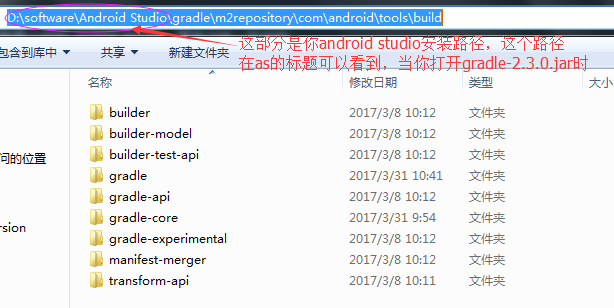 D:\software\Android Studio\gradle\m2repository\com\android\tools\build
包含到库中 共享 新建文件夹
这部分是你android studio安装路径，这个路径
在as的标题可以看到，当你打开gradle-2.3.0.jar时
名称 修改日期 类型 大小
builder 2017/3/8 10:12 文件夹
builder-model 2017/3/8 10:12 文件夹
builder-test-api 2017/3/8 10:12 文件夹
问的位置
gradle 2017/3/31 10:41 文件夹
gradle-api 2017/3/8 10:12 文件夹
gradle-core 2017/3/31 9:54 文件夹
ersion
gradle-experimental 2017/3/8 10:12 文件夹
manifest-merger 2017/3/8 10:12 文件夹
transform-api 2017/3/8 10:11 文件夹